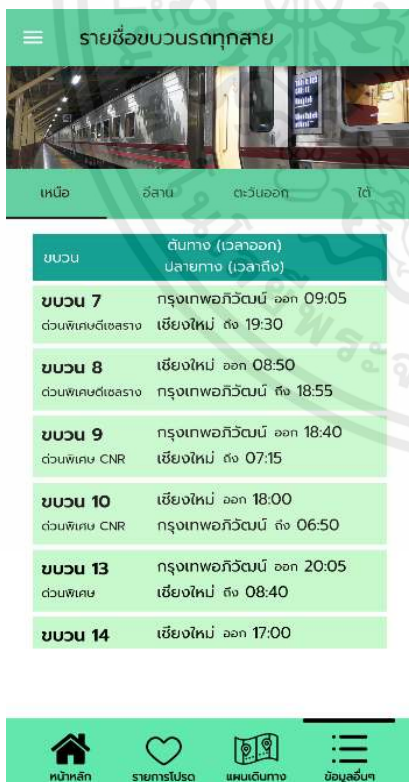 รายชื่อขบวนรถทุกสาย
เหนือ อีสาน ตะวันออก ใต้
ขบวน ต้นทาง (เวลาออก)
ปลายทาง (เวลาถึง)
ขบวน 7 กรุงเทพอภิวัฒน์ ออก 09:05
ด่วนพิเศษดีเซลราง เชียงใหม่ ถึง 19:30
ขบวน 8 เชียงใหม่ ออก 08:50
ด่วนพิเศษดีเซลราง กรุงเทพอภิวัฒน์ ถึง 18:55
ขบวน 9 กรุงเทพอภิวัฒน์ ออก 18:40
ด่วนพิเศษ CNR เชียงใหม่ ถึง 07:15
ขบวน 10 เชียงใหม่ ออก 18:00
ด่วนพิเศษ CNR กรุงเทพอภิวัฒน์ ถึง 06:50
ขบวน 13 กรุงเทพอภิวัฒน์ ออก 20:05
ด่วนพิเศษ เชียงใหม่ ถึง 08:40
ขบวน 14 เชียงใหม่ ออก 17:00
หน้าหลัก รายการโปรด แผนเดินทาง ข้อมูลอื่นๆ